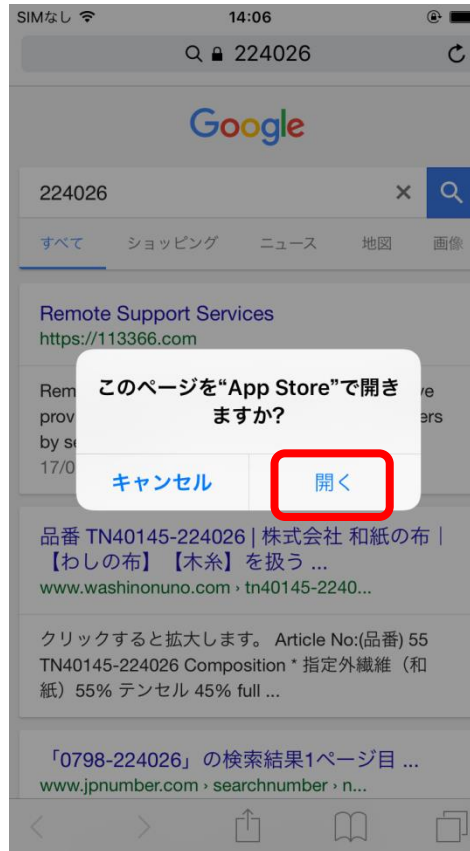 SIMなし 14:06
224026
Google
224026
すべて ショッピング ニュース 地図 画像
Remote Support Services
https://113366.com
このページを“App Store”で開き
ますか?
キャンセル 開く
Rem
prov
by se
17/0
品番 TN40145-224026 | 株式会社 和紙の布 |
【わしの布】【木糸】を扱う ...
www.washinonuno.com › tn40145-2240...
クリックすると拡大します。 Article No:(品番) 55
TN40145-224026 Composition * 指定外繊維（和
紙）55% テンセル 45% full ...
「0798-224026」の検索結果1ページ目 ...
www.jpnumber.com › searchnumber › n...